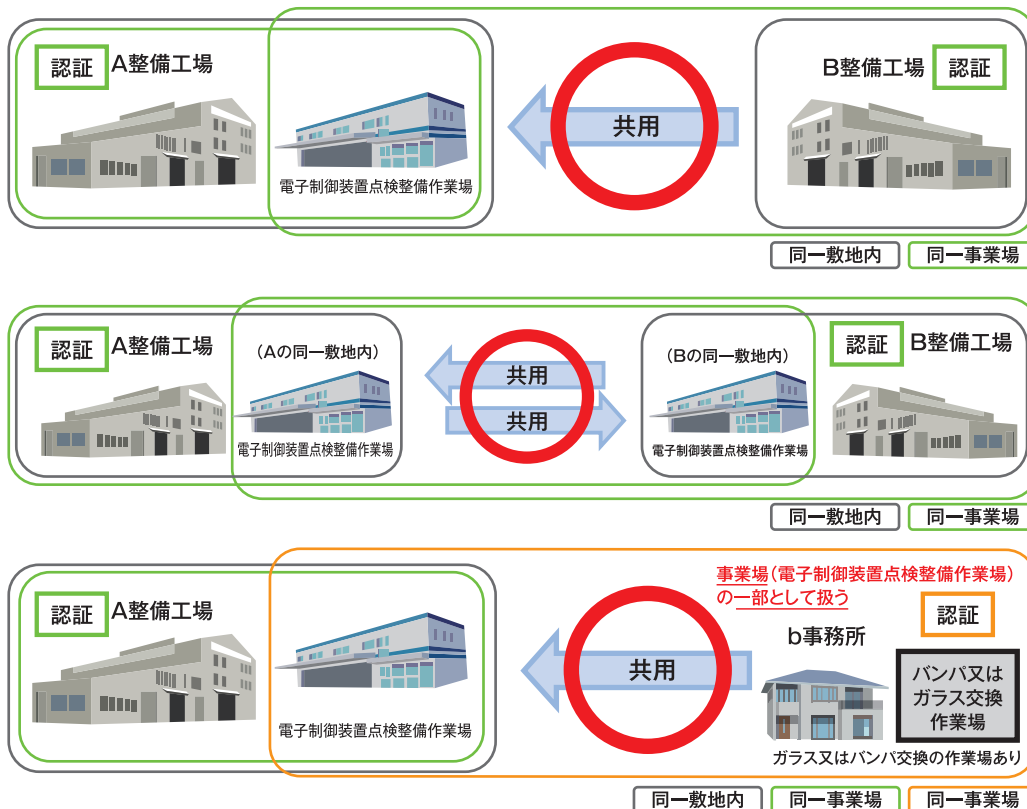 認証
A整備工場
電子制御装置点検整備作業場
共用
B整備工場
認証
同一敷地内
同一事業場
認証
A整備工場
(Aの同一敷地内)
電子制御装置点検整備作業場
共用
共用
(Bの同一敷地内)
電子制御装置点検整備作業場
認証
B整備工場
同一敷地内
同一事業場
認証
A整備工場
電子制御装置点検整備作業場
共用
事業場(電子制御装置点検整備作業場)
の一部として扱う
認証
b事務所
バンパ又は
ガラス交換
作業場
ガラス又はバンパ交換の作業場あり
同一敷地内
同一事業場
同一事業場